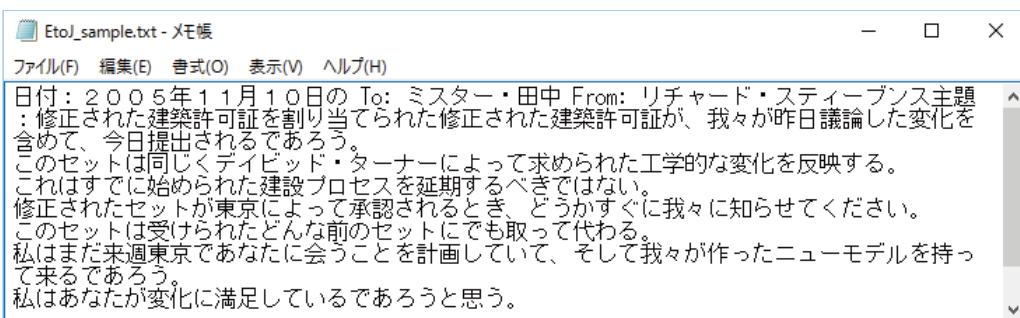 EtoJ_sample.txt - メモ帳
ファイル(F) 編集(E) 書式(O) 表示(V) ヘルプ(H)
日付：２００５年１１月１０日の To: ミスター・田中 From: リチャード・スティーブンス主題
：修正された建築許可証を割り当てられた修正された建築許可証が、我々が昨日議論した変化を
含めて、今日提出されるであろう。
このセットは同じくデイビッド・ターナーによって求められた工学的な変化を反映する。
これはすでに始められた建設プロセスを延期するべきではない。
修正されたセットが東京によって承認されるとき、どうかすぐに我々に知らせてください。
このセットは受けられたどんな前のセットにでも取って代わる。
私はまだ来週東京であなたに会うことを計画していて、そして我々が作ったニューモデルを持っ
て来るであろう。
私はあなたが変化に満足しているであろうと思う。